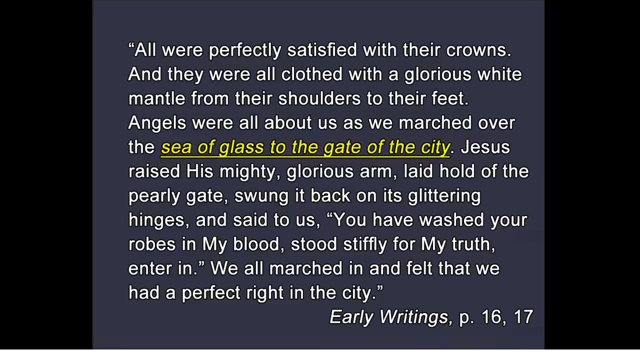 “All were perfectly satisfied with their crowns.
And they were all clothed with a glorious white
mantle from their shoulders to their feet.
Angels were all about us as we marched over
the sea of glass to the gate of the city. Jesus
raised His mighty, glorious arm, laid hold of the
pearly gate, swung it back on its glittering
hinges, and said to us, “You have washed your
robes in My blood, stood stiffly for My truth,
enter in.” We all marched in and felt that we
had a perfect right in the city.”
Early Writings, p. 16, 17